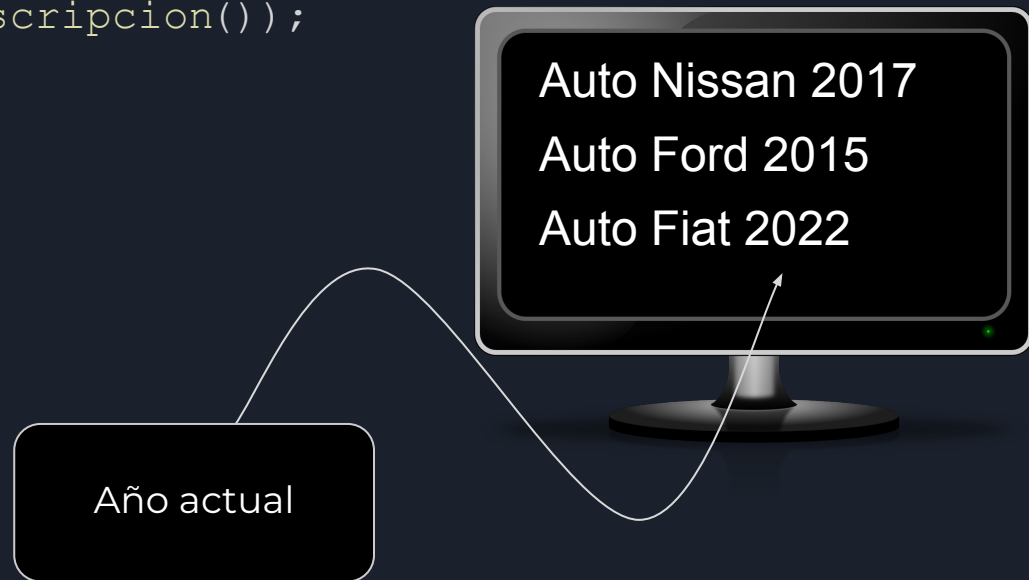 scripcion());
Auto Nissan 2017
Auto Ford 2015
Auto Fiat 2022
Año actual